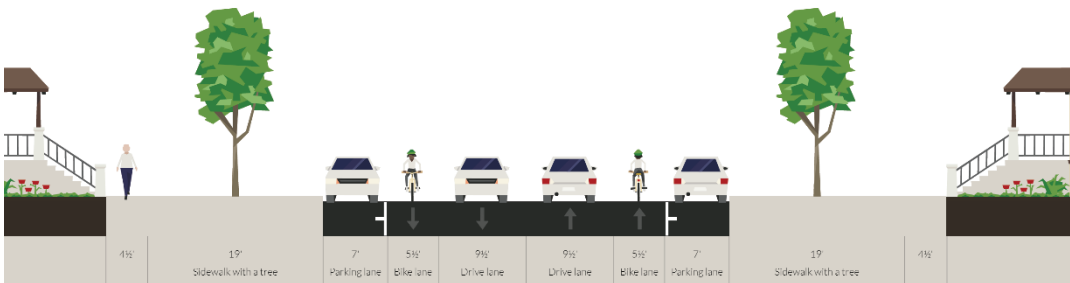 4½' 19' 7' 5½' 9½' 9½' 5½' 7' 19' 4½'
Sidewalk with a tree Parking lane Bike lane Drive lane Drive lane Bike lane Parking lane Sidewalk with a tree